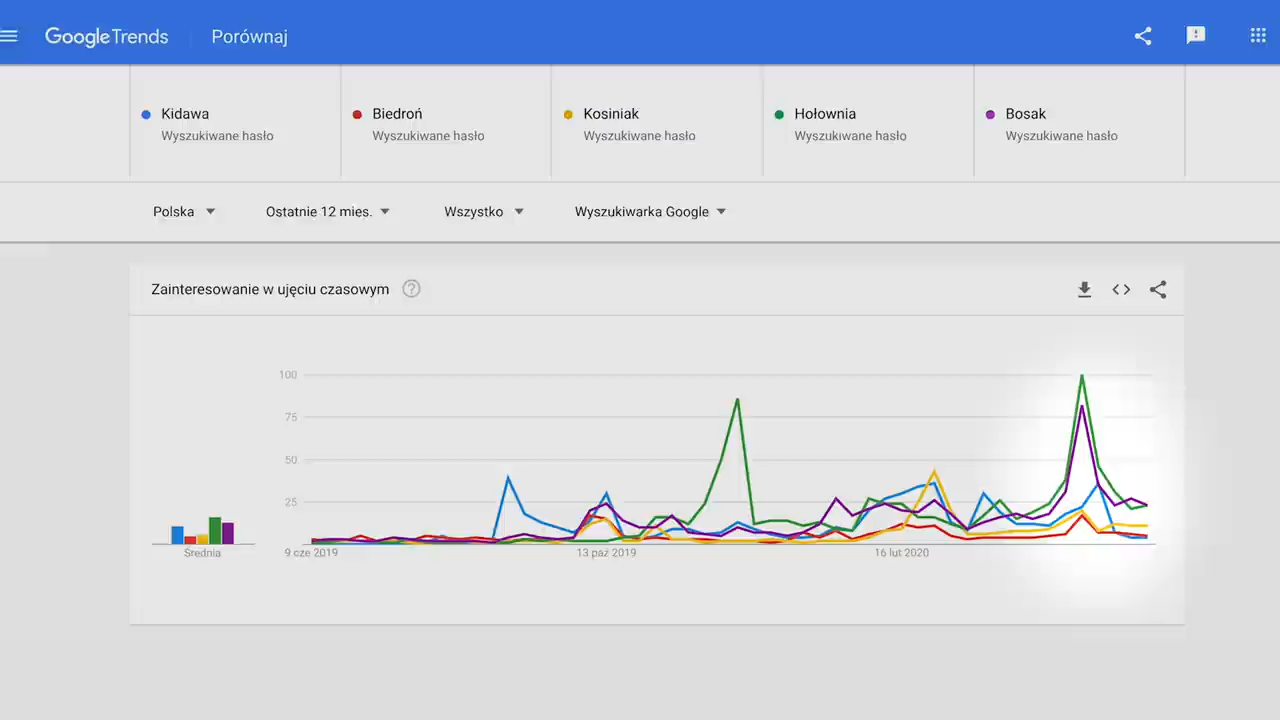 Google Trends Porównaj
Kidawa
Wyszukiwane hasło
Biedroń
Wyszukiwane hasło
Kosiniak
Wyszukiwane hasło
Hołownia
Wyszukiwane hasło
Bosak
Wyszukiwane hasło
Polska Ostatnie 12 mies. Wszystko Wyszukiwarka Google
Zainteresowanie w ujęciu czasowym ?
100
75
50
25
Średnia
9 cze 2019 13 paź 2019 16 lut 2020